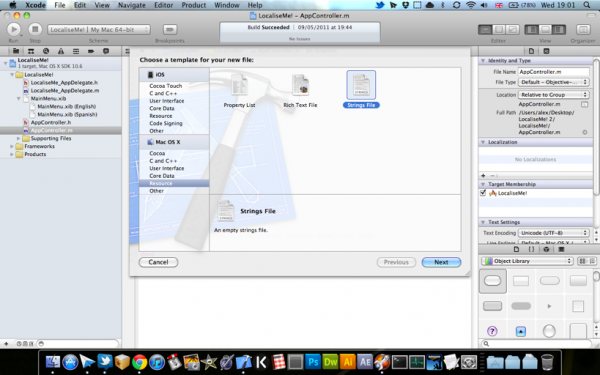 Xcode File Edit View Navigate Editor Product Window Help
(78%) Wed 19:01
LocaliseMe! – AppController.m
Run Stop
LocaliseMe! My Mac 64-bit
Scheme
Breakpoints
Build Succeeded 09/05/2011 at 19:44
No Issues
Editor View Organizer
LocaliseMe!
1 target, Mac OS X SDK 10.6
LocaliseMe!
LocaliseMe_AppDelegate.h
LocaliseMe_AppDelegate.m
MainMenu.xib
MainMenu.xib (English)
MainMenu.xib (Spanish)
AppController.h
AppController.m
Supporting Files
Frameworks
Products
Choose a template for your new file:
iOS
Cocoa Touch
C and C++
User Interface
Core Data
Resource
Code Signing
Other
Mac OS X
Cocoa
C and C++
User Interface
Core Data
Resource
Other
Property List
Rich Text File
Strings File
Strings File
An empty strings file.
Cancel
Previous
Next
Identity and Type
File Name AppController.m
File Type Default – Objective-...
Location Relative to Group
AppController.m
Full Path /Users/alex/Desktop/
LocaliseMe! 2/
LocaliseMe!/
AppController.m
Localization
No Localizations
Target Membership
LocaliseMe!
Text Settings
Text Encoding Unicode (UTF-8)
Object Library
Ps Dw Ai Ae